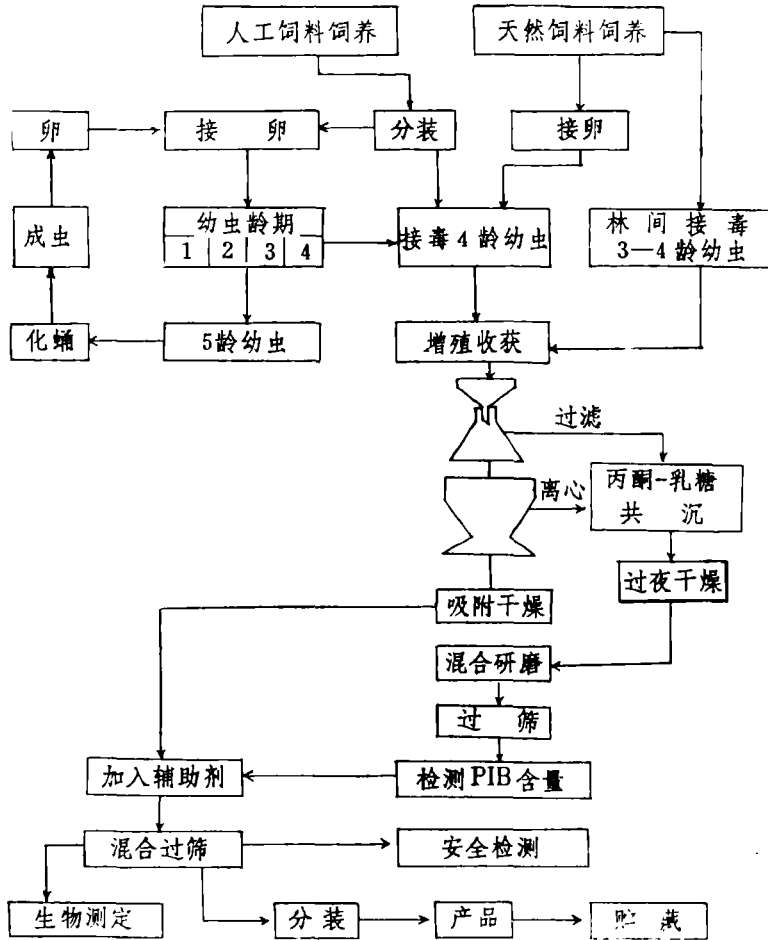 人工饲料饲养
天然饲料饲养
卵
接 卵
分装
接卵
成虫
幼虫龄期
1 2 3 4
接毒4龄幼虫
林间接毒
3—4龄幼虫
化蛹
5龄幼虫
增殖收获
过滤
离心
丙酮-乳糖
共 沉
过夜干燥
吸附干燥
混合研磨
过 筛
加入辅助剂
检测PIB含量
混合过筛
安全检测
生物测定
分装
产品
贮藏